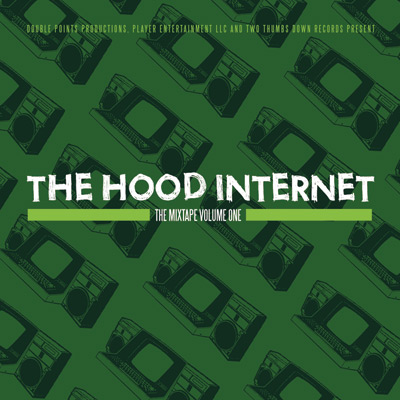 DOUBLE POINTS PRODUCTIONS, PLAYER ENTERTAINMENT LLC AND TWO THUMBS DOWN RECORDS PRESENT
THE HOOD INTERNET
THE MIXTAPE VOLUME ONE